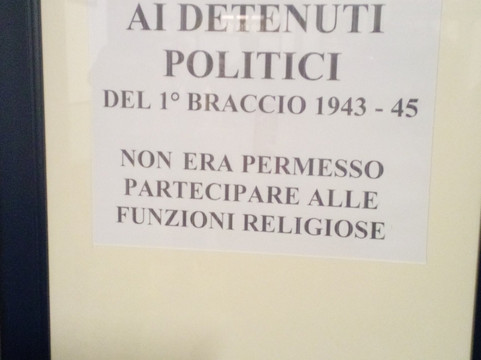 AI DETENUTI
POLITICI
DEL 1° BRACCIO 1943 - 45
NON ERA PERMESSO
PARTECIPARE ALLE
FUNZIONI RELIGIOSE